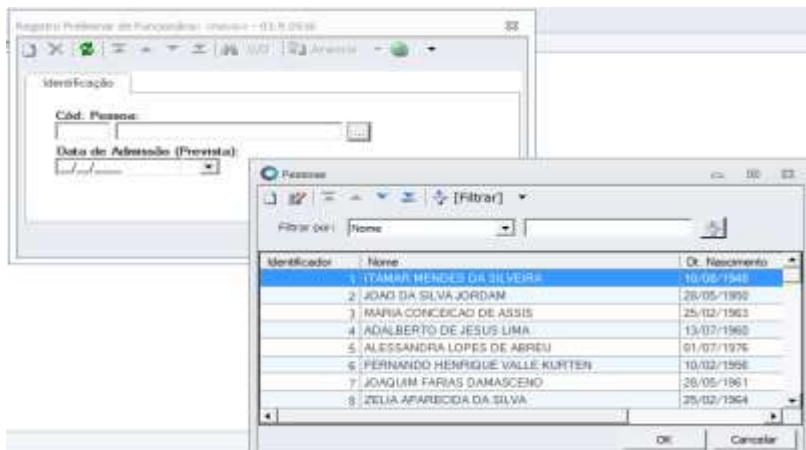 Registro Preliminar de Funcionários
Identificação
Cód. Pessoa:
Data de Admissão (Prevista):
__/__/____
Pessoas
[Filtrar]
Filtrar por: Nome
Identificador Nome Dt. Nascimento
1 ITAMAR MENDES DA SILVEIRA 10/08/1948
2 JOAO DA SILVA JORDAM 28/05/1950
3 MARIA CONCEICAO DE ASSIS 25/02/1963
4 ADALBERTO DE JESUS LIMA 13/07/1960
5 ALESSANDRA LOPES DE ABREU 01/07/1976
6 FERNANDO HENRIQUE VALLE KURTEN 10/02/1956
7 JOAQUIM FARIAS DAMASCENO 28/05/1961
8 ZELIA APARECIDA DA SILVA 25/02/1964
OK Cancelar